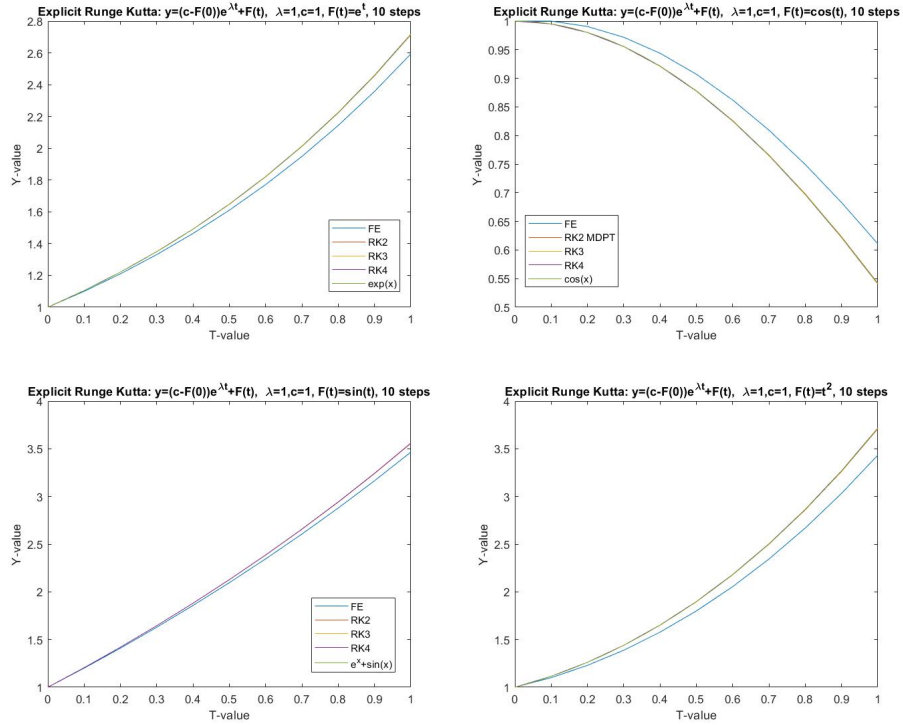 Explicit Runge Kutta: y=(c-F(0))e^λt+F(t), λ=1,c=1, F(t)=e^t, 10 steps
2.8
2.6
2.4
2.2
2
1.8
1.6
1.4
1.2
1
Y-value
FE
RK2
RK3
RK4
exp(x)
0 0.1 0.2 0.3 0.4 0.5 0.6 0.7 0.8 0.9 1
T-value
Explicit Runge Kutta: y=(c-F(0))e^λt+F(t), λ=1,c=1, F(t)=cos(t), 10 steps
1
0.95
0.9
0.85
0.8
0.75
0.7
0.65
0.6
0.55
0.5
Y-value
FE
RK2 MDPT
RK3
RK4
cos(x)
0 0.1 0.2 0.3 0.4 0.5 0.6 0.7 0.8 0.9 1
T-value
Explicit Runge Kutta: y=(c-F(0))e^λt+F(t), λ=1,c=1, F(t)=sin(t), 10 steps
4
3.5
3
2.5
2
1.5
1
Y-value
FE
RK2
RK3
RK4
e^x+sin(x)
0 0.1 0.2 0.3 0.4 0.5 0.6 0.7 0.8 0.9 1
T-value
Explicit Runge Kutta: y=(c-F(0))e^λt+F(t), λ=1,c=1, F(t)=t^2, 10 steps
4
3.5
3
2.5
2
1.5
1
Y-value
0 0.1 0.2 0.3 0.4 0.5 0.6 0.7 0.8 0.9 1
T-value